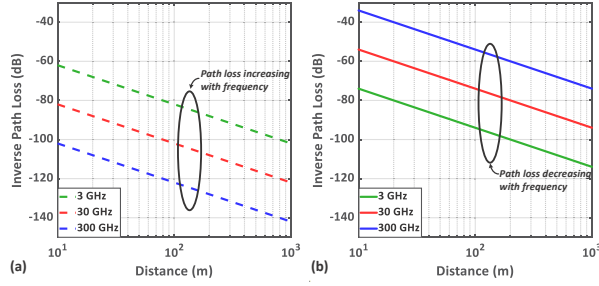 -40
-60
-80
-100
-120
-140
Inverse Path Loss (dB)
Path loss increasing
with frequency
3 GHz
30 GHz
300 GHz
10^1
10^2
10^3
(a)
Distance (m)
-40
-60
-80
-100
-120
-140
Inverse Path Loss (dB)
Path loss decreasing
with frequency
3 GHz
30 GHz
300 GHz
10^1
10^2
10^3
(b)
Distance (m)